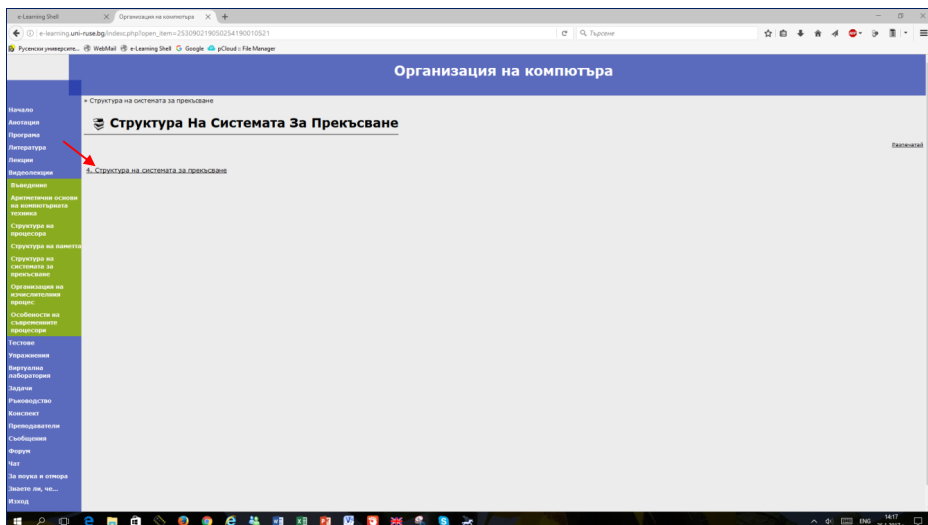 e-Learning Shell
Организация на компютъра
e-learning.uni-ruse.bg/indexc.php?open_item=253090219050254190010521
Търсене
Русенски университе...
WebMail
e-Learning Shell
Google
pCloud :: File Manager
Организация на компютъра
» Структура на системата за прекъсване
Структура На Системата За Прекъсване
Разпечатай
4. Структура на системата за прекъсване
Начало
Анотация
Програма
Литература
Лекции
Видеолекции
Въведение
Аритметични основи
на компютърната
техника
Структура на
процесора
Структура на паметта
Структура на
системата за
прекъсване
Организация на
изчислителния
процес
Особености на
съвременните
процесори
Тестове
Упражнения
Виртуална
лаборатория
Задачи
Ръководство
Конспект
Преподаватели
Съобщения
Форум
Чат
За поука и отмора
Знаете ли, че...
Изход
ENG
14:17